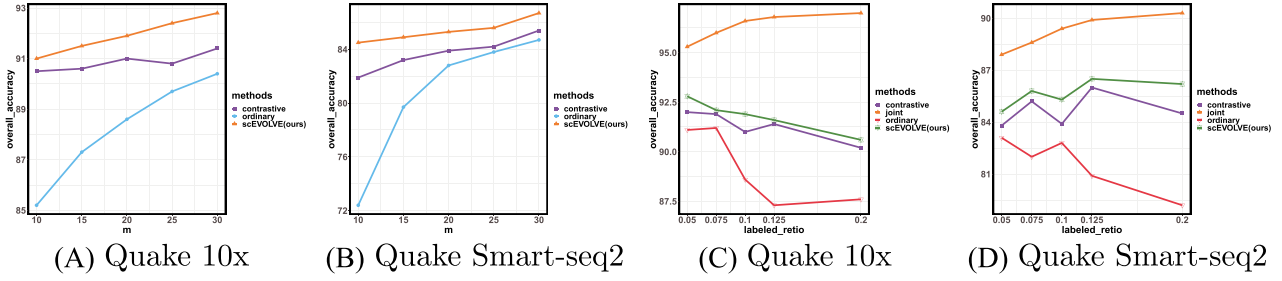 93
91
89
87
85
overall_accuracy
10 15 20 25 30
m
methods
contrastive
ordinary
scEVOLVE(ours)
(A) Quake 10x
84
80
76
72
overall_accuracy
10 15 20 25 30
m
methods
contrastive
ordinary
scEVOLVE(ours)
(B) Quake Smart-seq2
95.0
92.5
90.0
87.5
overall_accuracy
0.05 0.075 0.1 0.125 0.2
labeled_retio
methods
contrastive
joint
ordinary
scEVOLVE(ours)
(C) Quake 10x
90
87
84
81
overall_accuracy
0.05 0.075 0.1 0.125 0.2
labeled_retio
methods
contrastive
joint
ordinary
scEVOLVE(ours)
(D) Quake Smart-seq2